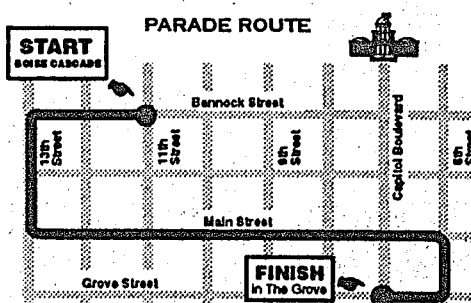 PARADE ROUTE
START
BOISE CASCADE
Bannock Street
13th
Street
11th
Street
9th
Street
Capitol Boulevard
Main Street
Grove Street
FINISH
In The Grove